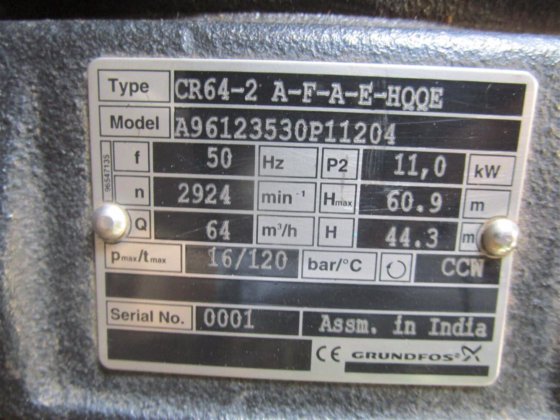 Type CR64-2 A-F-A-E-HQQE
Model A96123530P11204
f 50 Hz P2 11,0 kW
n 2924 min⁻¹ Hmax 60.9 m
Q 64 m³/h H 44.3 m
pmax/tmax 16/120 bar/°C CCW
Serial No. 0001 Assm. in India
CE GRUNDFOS
96547135